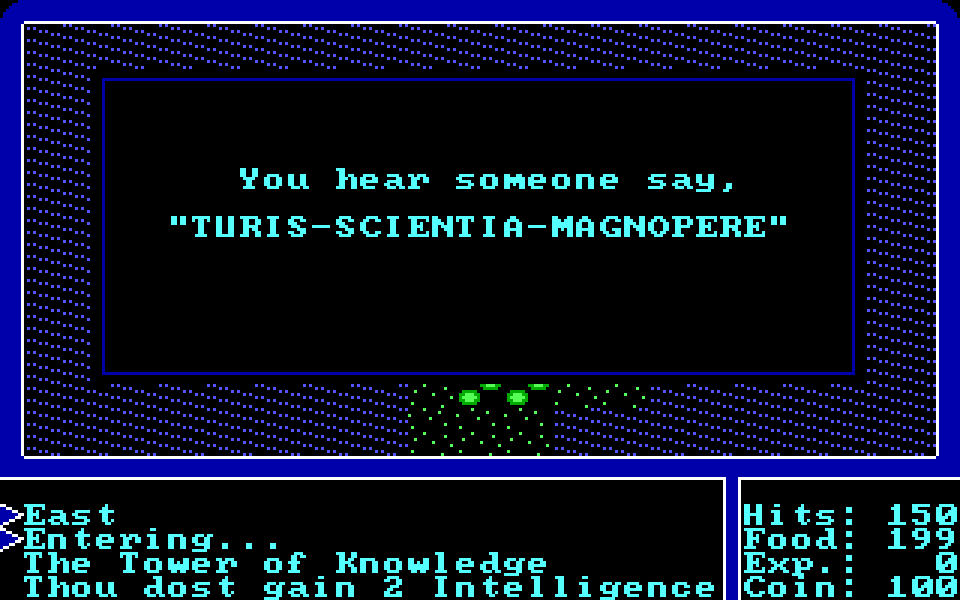 You hear someone say,
"TURIS-SCIENTIA-MAGNOPERE"
East
Entering...
The Tower of Knowledge
Thou dost gain 2 Intelligence
Hits: 150
Food: 199
Exp.: 0
Coin: 100